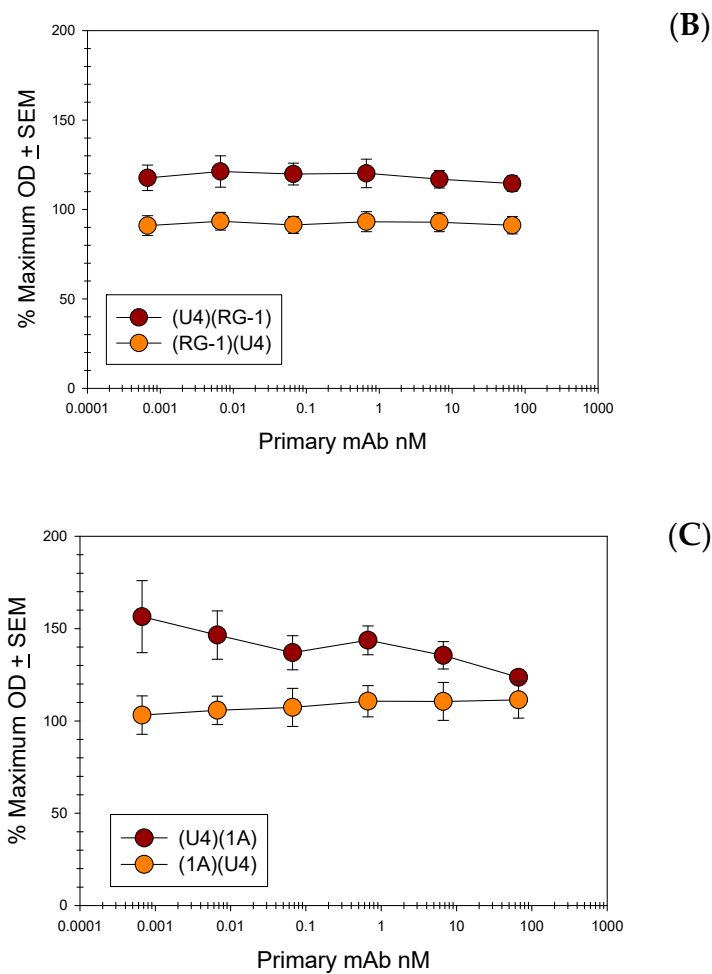 (B)
200
150
100
50
0
% Maximum OD ± SEM
(U4)(RG-1)
(RG-1)(U4)
0.0001 0.001 0.01 0.1 1 10 100 1000
Primary mAb nM
(C)
200
150
100
50
0
% Maximum OD ± SEM
(U4)(1A)
(1A)(U4)
0.0001 0.001 0.01 0.1 1 10 100 1000
Primary mAb nM